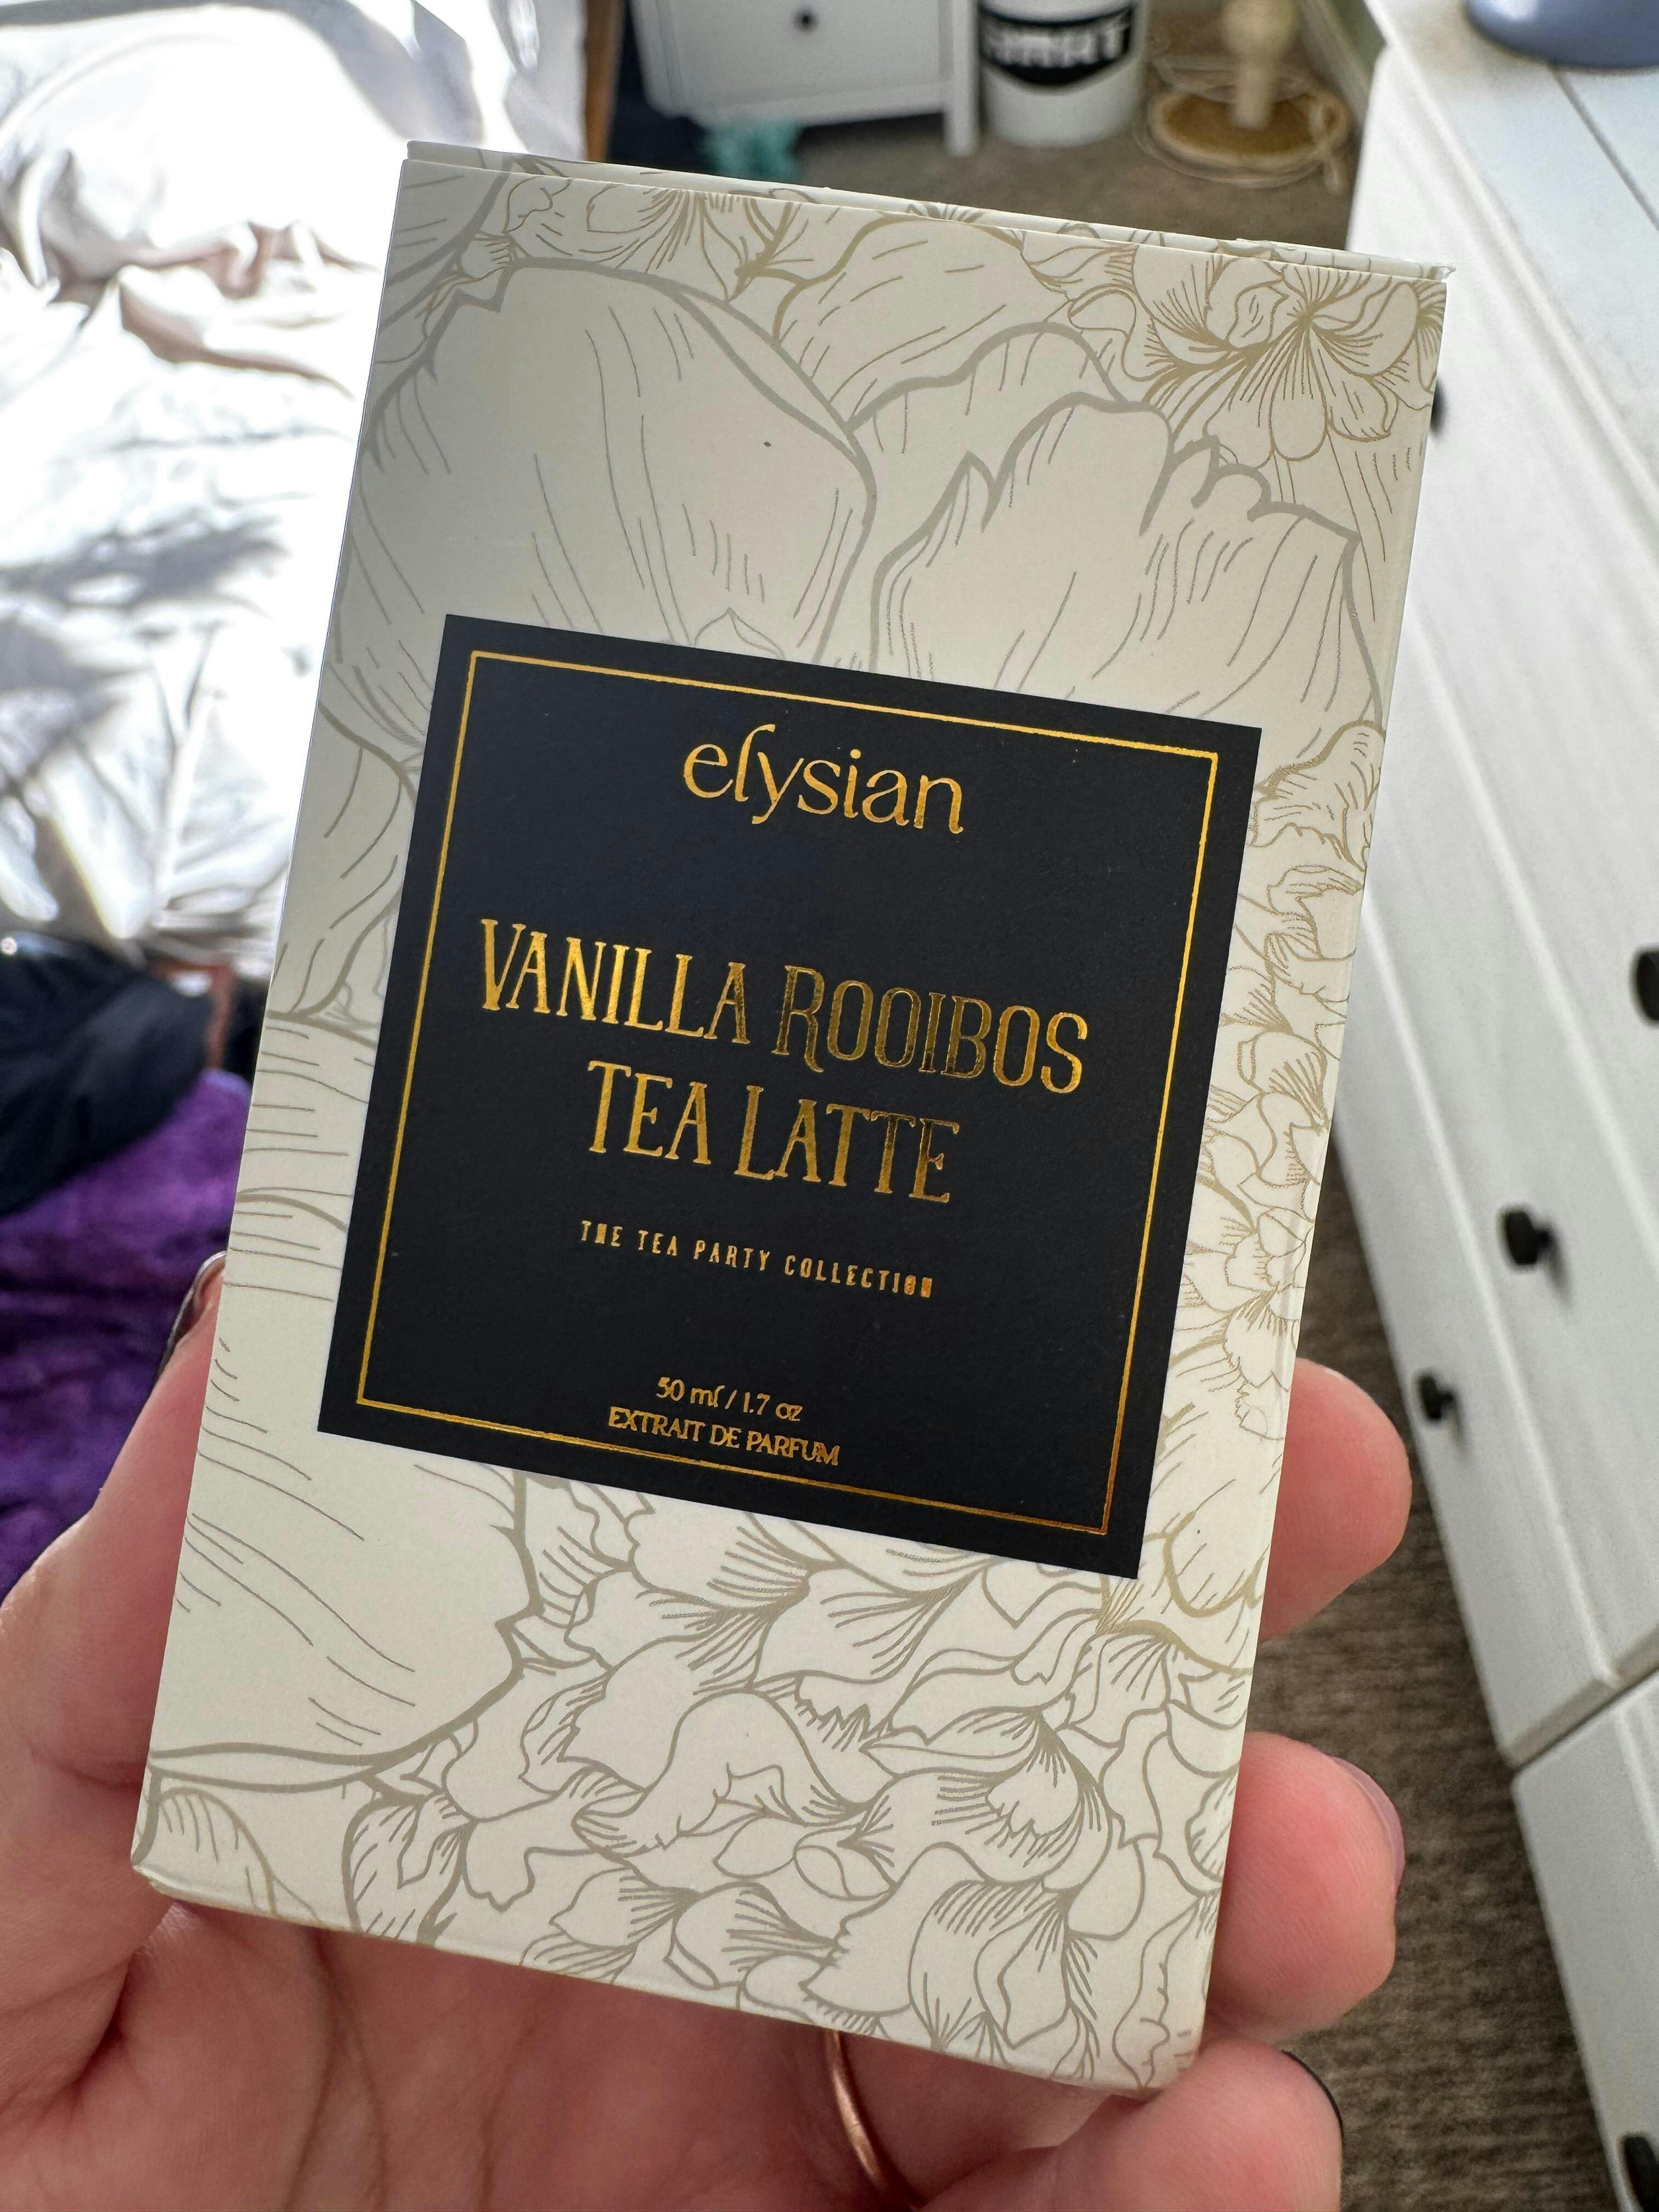 elysian
VANILLA ROOIBOS
TEA LATTE
THE TEA PARTY COLLECTION
50 ml / 1.7 oz
EXTRAIT DE PARFUM